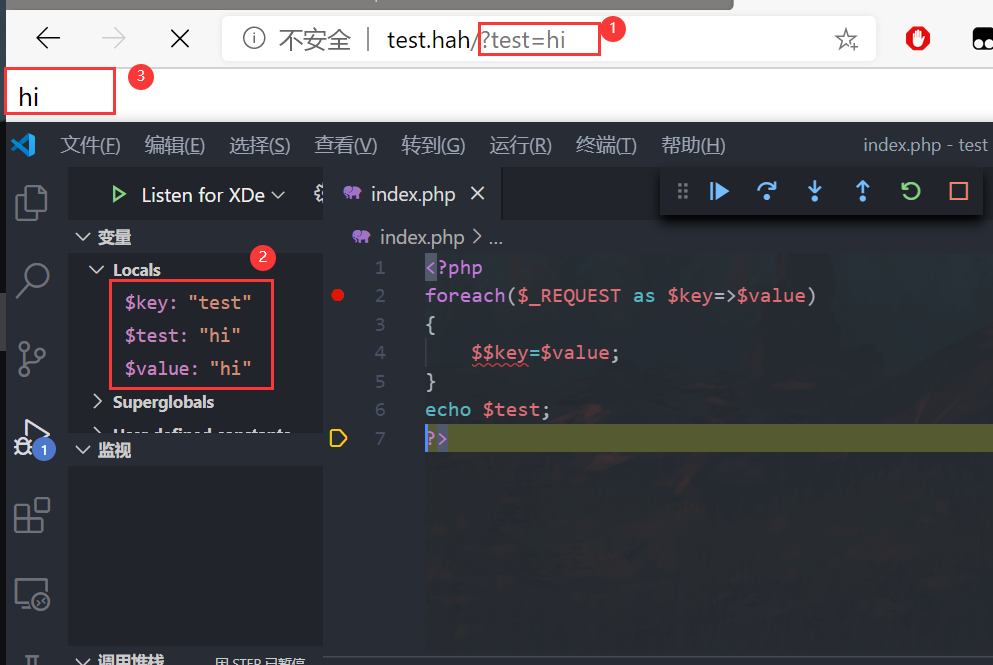 不安全 | test.hah/?test=hi
1
3
hi
文件(F) 编辑(E) 选择(S) 查看(V) 转到(G) 运行(R) 终端(T) 帮助(H) index.php - test
Listen for XDe
index.php
变量
index.php > ...
2
Locals
$key: "test"
$test: "hi"
$value: "hi"
Superglobals
监视
1
1 <?php
2 foreach($_REQUEST as $key=>$value)
3 {
4 $$key=$value;
5 }
6 echo $test;
7 ?>
调用堆栈